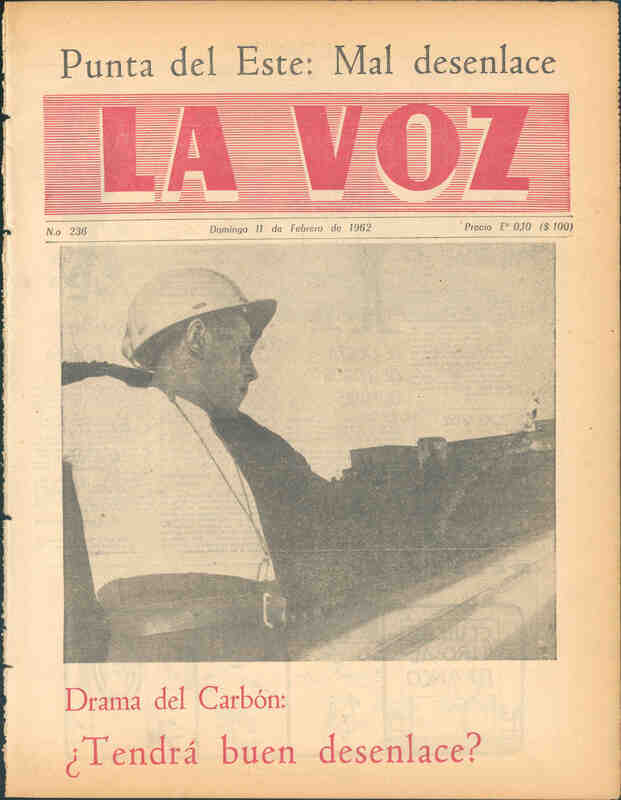 Punta del Este: Mal desenlace
LA VOZ
N.o 236 Domingo 11 de Febrero de 1962 Precio Eº 0,10 ($ 100)
Drama del Carbón:
¿Tendrá buen desenlace?